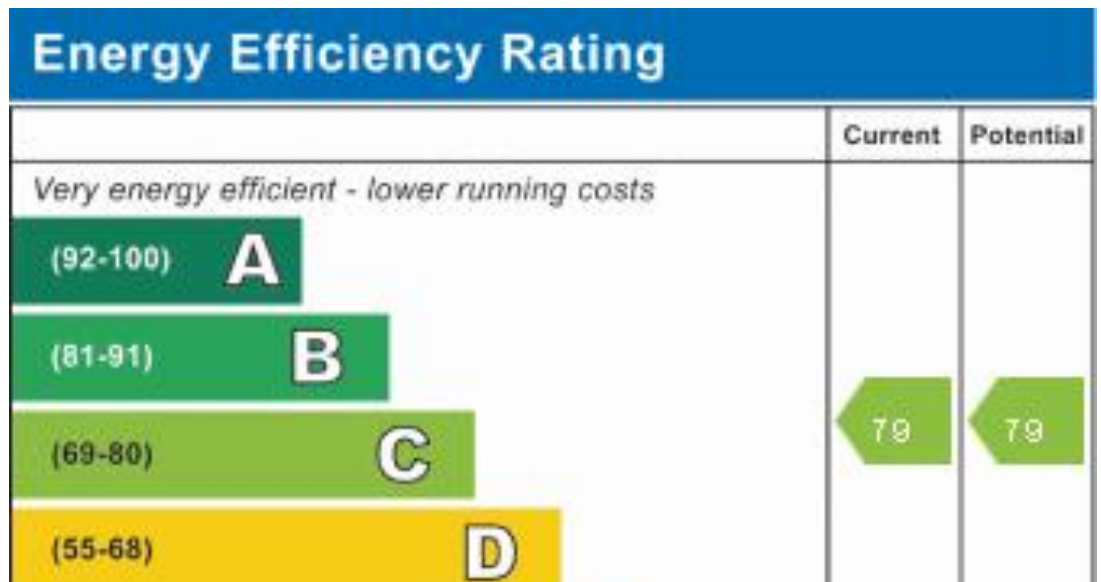 Energy Efficiency Rating
Current Potential
Very energy efficient - lower running costs
(92-100) A
(81-91) B
(69-80) C
79 79
(55-68) D